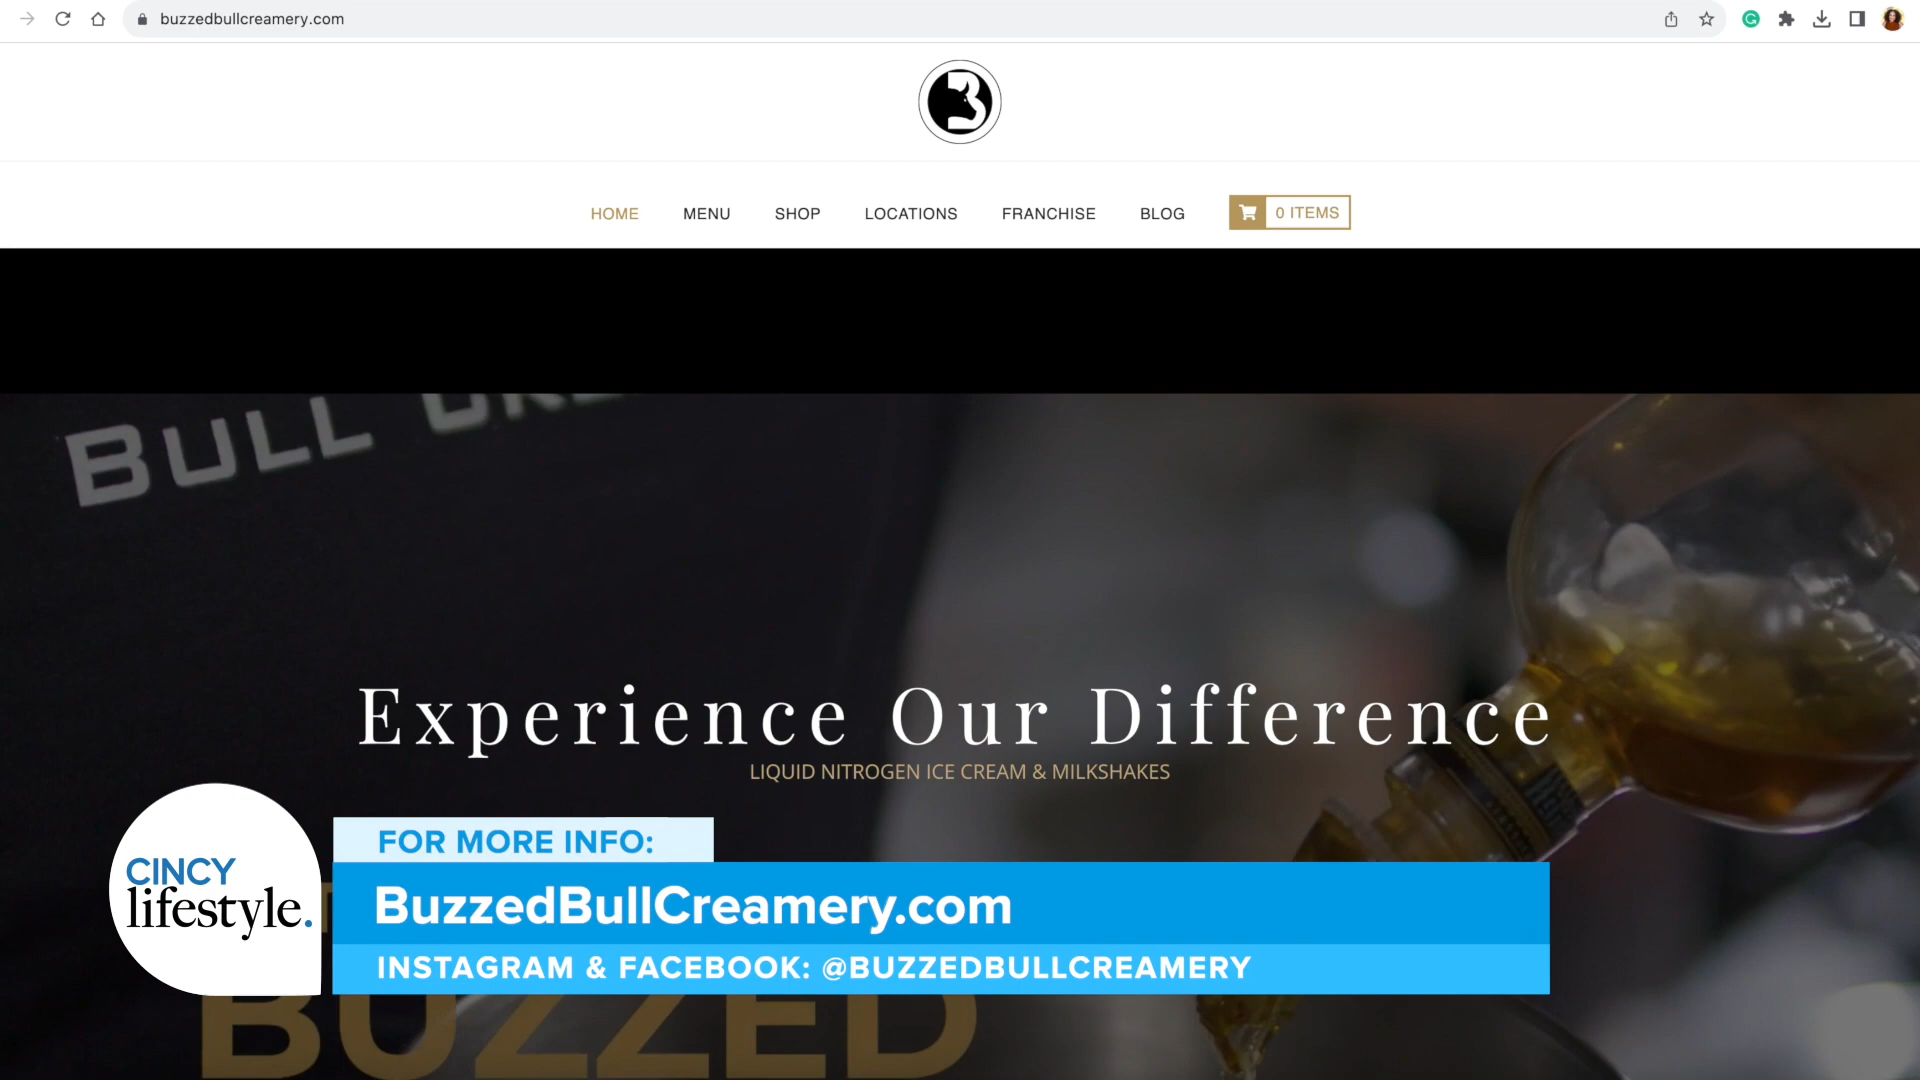 buzzedbullcreamery.com
B
HOME MENU SHOP LOCATIONS FRANCHISE BLOG 0 ITEMS
BULL
Experience Our Difference
LIQUID NITROGEN ICE CREAM & MILKSHAKES
FOR MORE INFO:
CINCY
lifestyle.
BuzzedBullCreamery.com
INSTAGRAM & FACEBOOK: @BUZZEDBULLCREAMERY
BUZZED